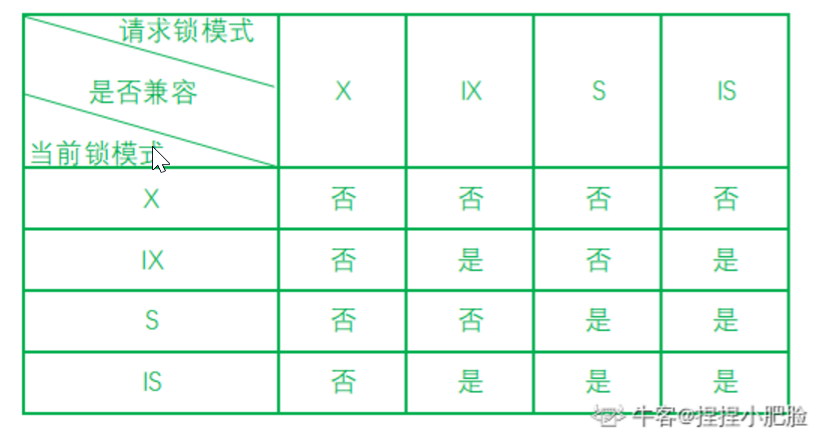 请求锁模式
是否兼容
当前锁模式
X IX S IS
X 否 否 否 否
IX 否 是 否 是
S 否 否 是 是
IS 否 是 是 是
牛客@捏捏小肥脸